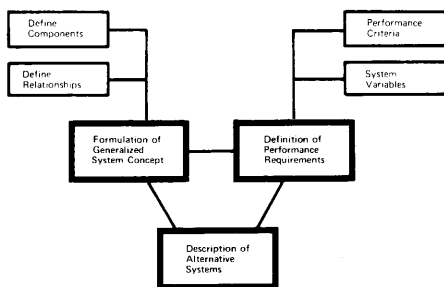 Define
Components
Performance
Criteria
Define
Relationships
System
Variables
Formulation of
Generalized
System Concept
Definition of
Performance
Requirements
Description of
Alternative
Systems